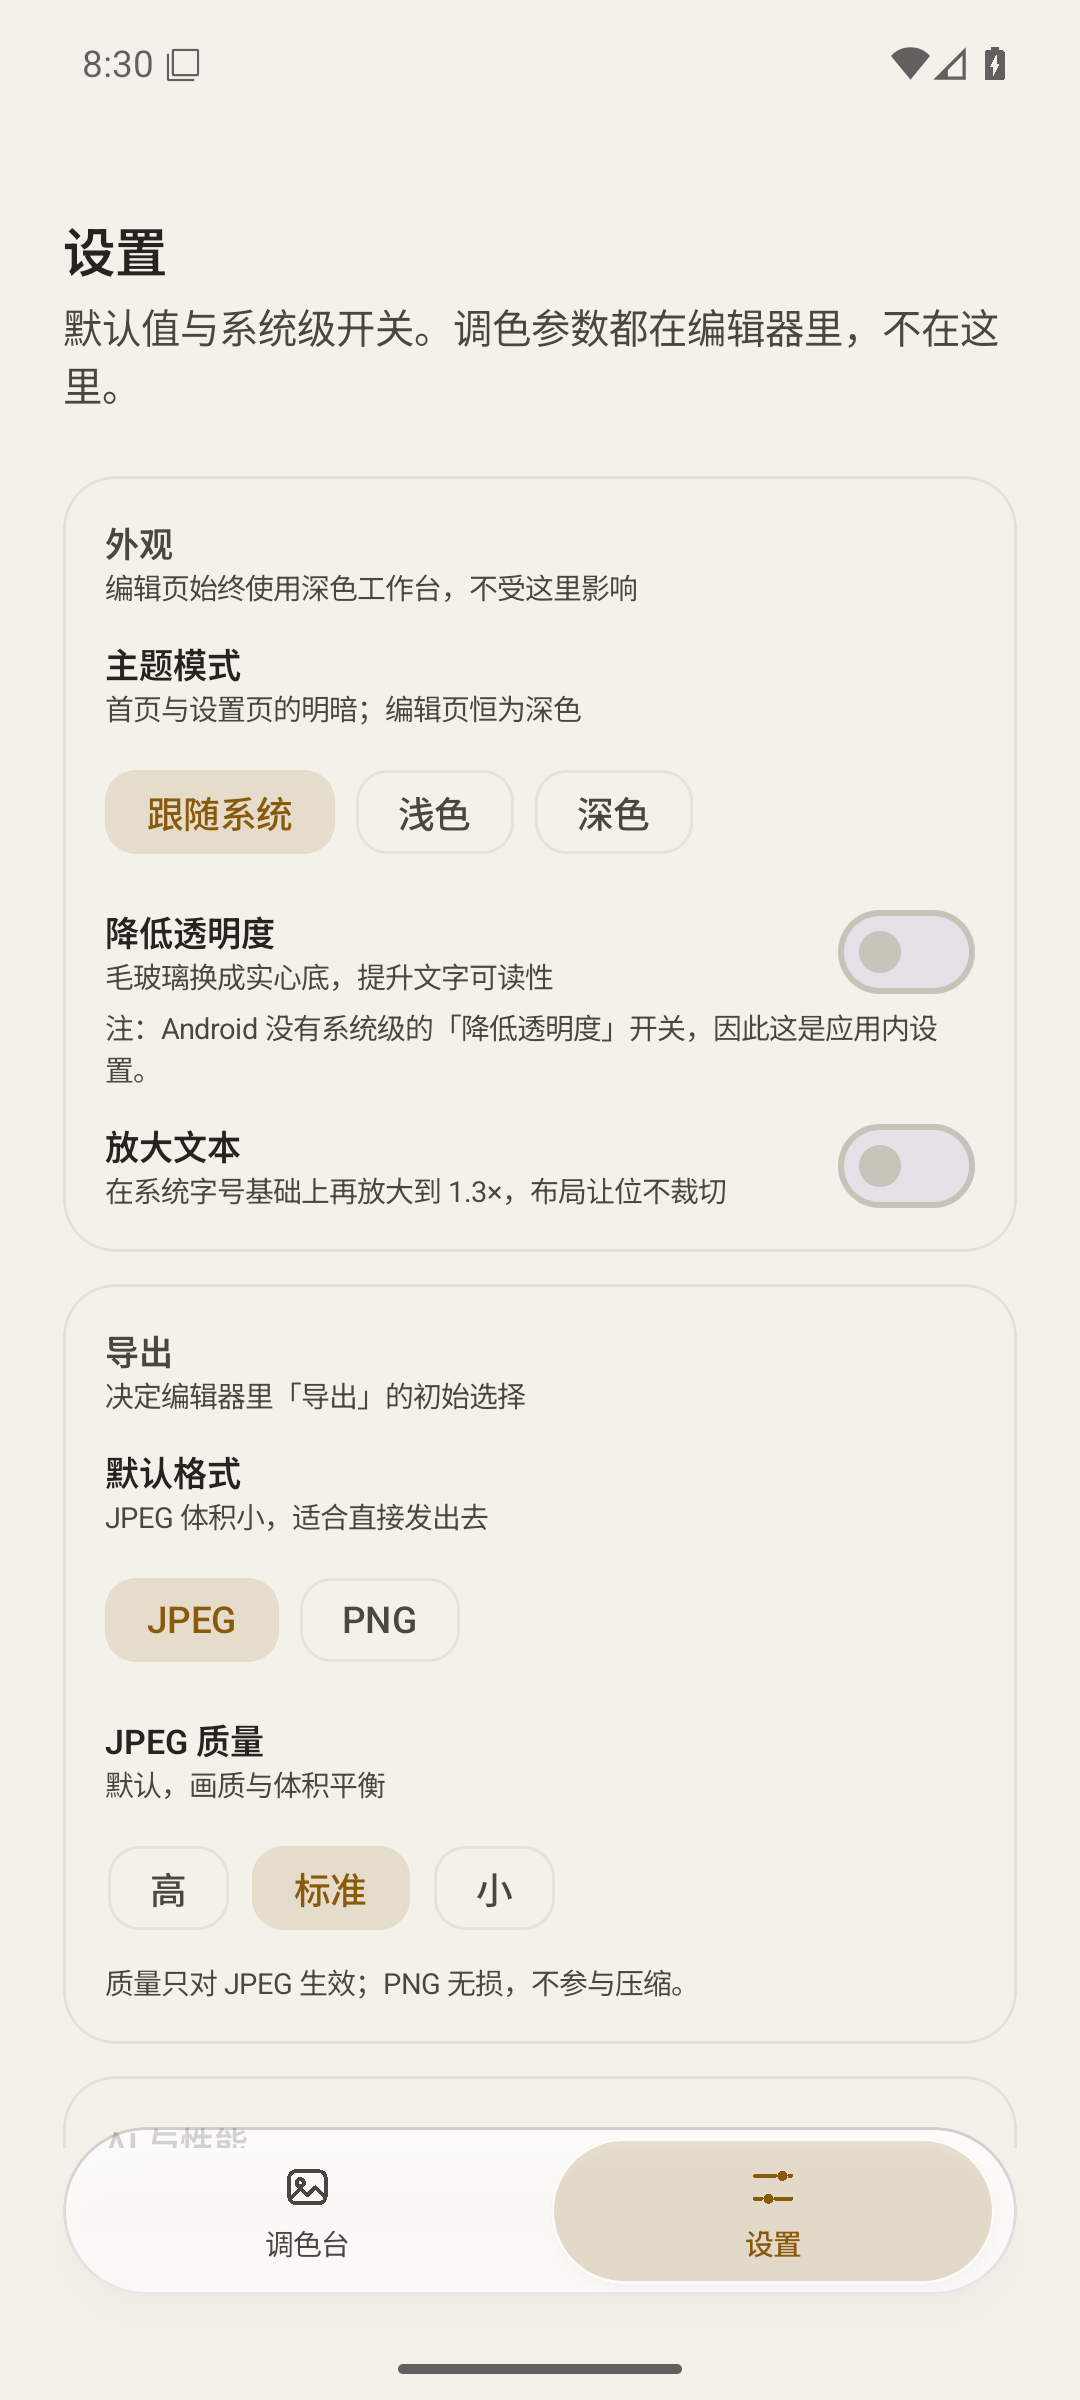 8:30
设置
默认值与系统级开关。调色参数都在编辑器里，不在这
里。
外观
编辑页始终使用深色工作台，不受这里影响
主题模式
首页与设置页的明暗；编辑页恒为深色
跟随系统 浅色 深色
降低透明度
毛玻璃换成实心底，提升文字可读性
注：Android 没有系统级的「降低透明度」开关，因此这是应用内设
置。
放大文本
在系统字号基础上再放大到 1.3×，布局让位不裁切
导出
决定编辑器里「导出」的初始选择
默认格式
JPEG 体积小，适合直接发出去
JPEG PNG
JPEG 质量
默认，画质与体积平衡
高 标准 小
质量只对 JPEG 生效；PNG 无损，不参与压缩。
AI 与性能
调色台 设置